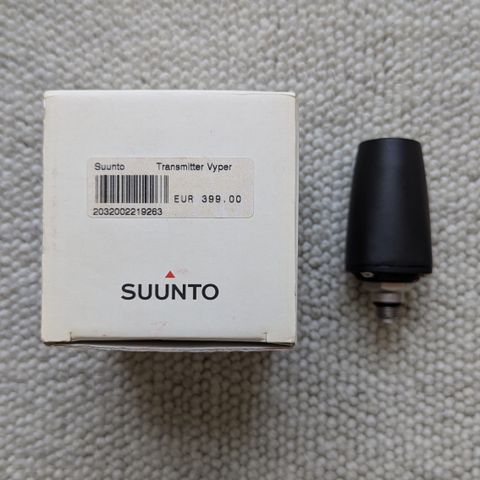 Suunto Transmitter Vyper
EUR 399.00
2032002219263
SUUNTO